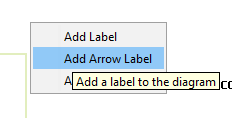 Add Label
Add Arrow Label
A
Add a label to the diagram